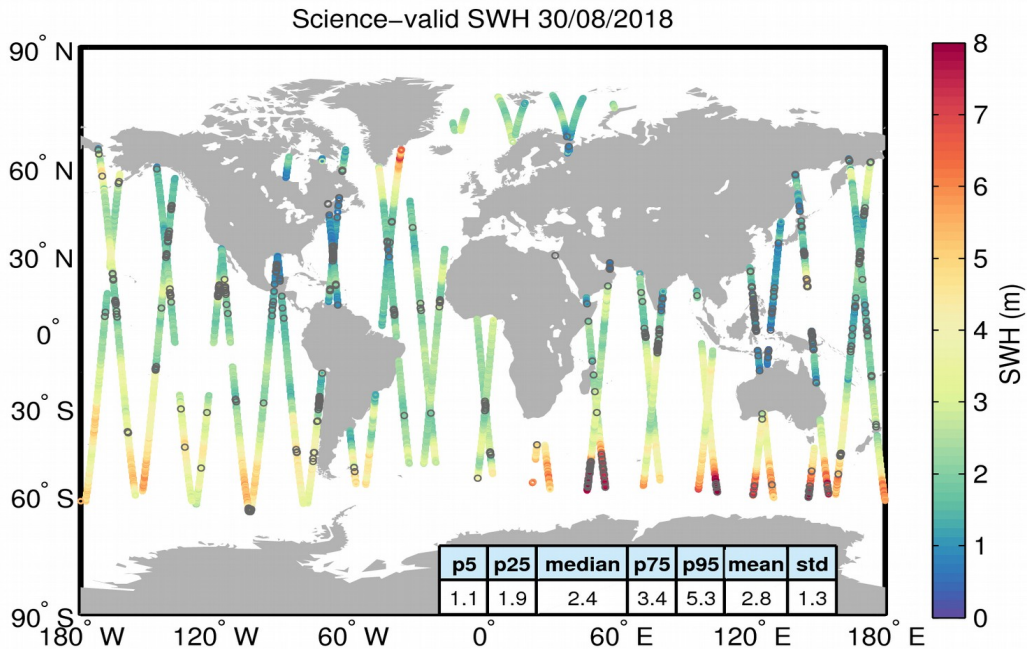 Science−valid SWH 30/08/2018
90° N
60° N
30° N
0°
30° S
60° S
90° S
180° W
120° W
60° W
0°
60° E
120° E
180° E
p5 p25 median p75 p95 mean std
1.1 1.9 2.4 3.4 5.3 2.8 1.3
8
7
6
5
4
3
2
1
0
SWH (m)